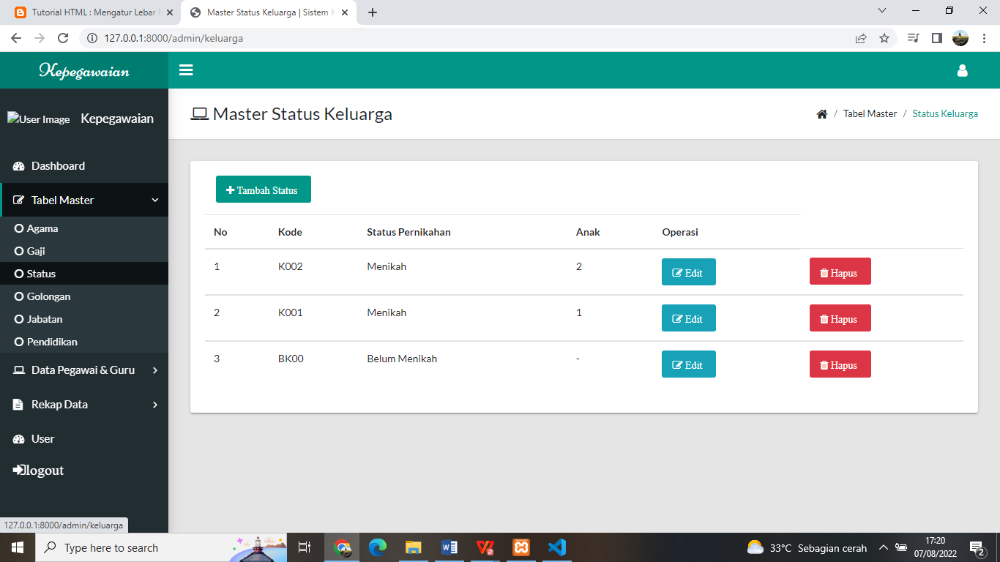 Tutorial HTML : Mengatur Lebar
Master Status Keluarga | Sistem K
127.0.0.1:8000/admin/keluarga
Kepegawaian
User Image
Kepegawaian
Dashboard
Tabel Master
Agama
Gaji
Status
Golongan
Jabatan
Pendidikan
Data Pegawai & Guru
Rekap Data
User
logout
Master Status Keluarga
/ Tabel Master / Status Keluarga
Tambah Status
No Kode Status Pernikahan Anak Operasi
1 K002 Menikah 2 Edit Hapus
2 K001 Menikah 1 Edit Hapus
3 BK00 Belum Menikah - Edit Hapus
127.0.0.1:8000/admin/keluarga
Type here to search
33°C Sebagian cerah
17:20
07/08/2022
2